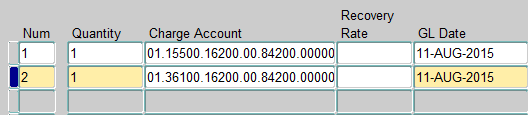 Recovery
Num Quantity Charge Account Rate GL Date
1 1 01.15500.16200.00.84200.00000 11-AUG-2015
2 1 01.36100.16200.00.84200.00000 11-AUG-2015